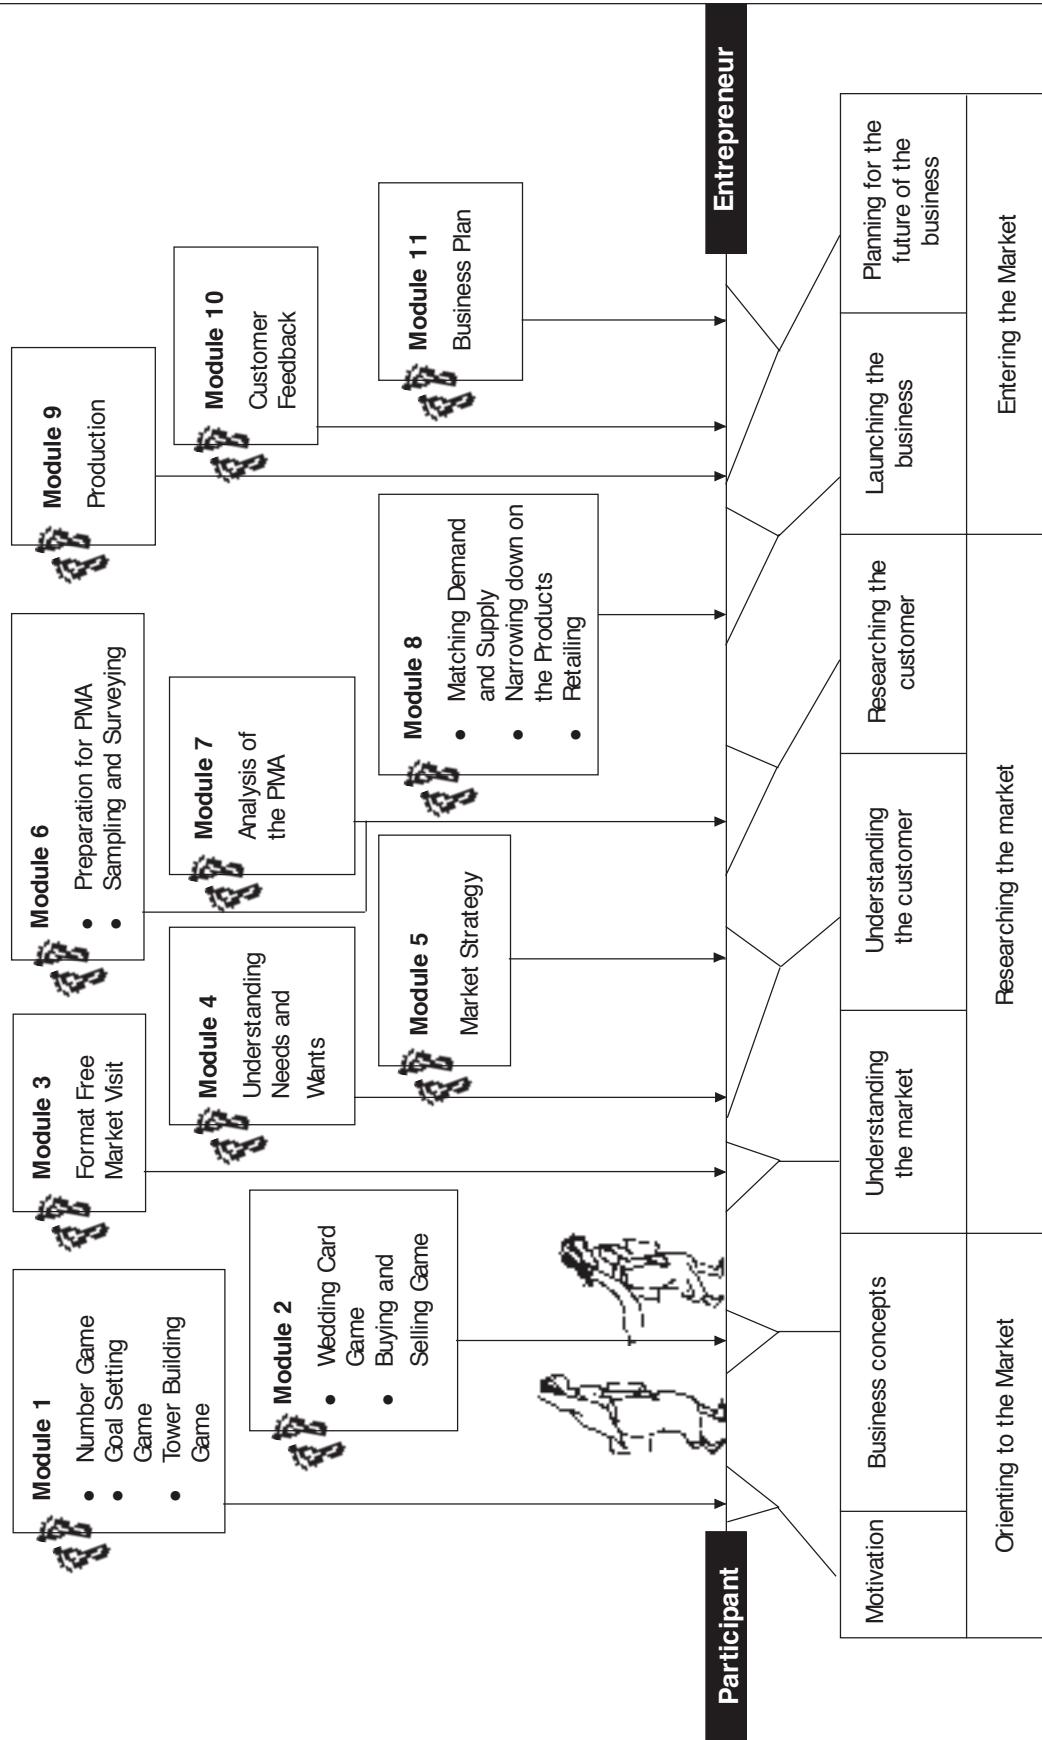 Module 1
• Number Game
• Goal Setting
Game
• Tower Building
Game
Module 2
• Wedding Card
Game
• Buying and
Selling Game
Module 3
Format Free
Market Visit
Module 4
Understanding
Needs and
Wants
Module 5
Market Strategy
Module 6
• Preparation for PMA
• Sampling and Surveying
Module 7
Analysis of
the PMA
Module 8
• Matching Demand
and Supply
• Narrowing down on
the Products
• Retailing
Module 9
Production
Module 10
Customer
Feedback
Module 11
Business Plan
Participant
Entrepreneur
Motivation
Business concepts
Understanding
the market
Understanding
the customer
Researching the
customer
Launching the
business
Planning for the
future of the
business
Orienting to the Market
Researching the market
Entering the Market